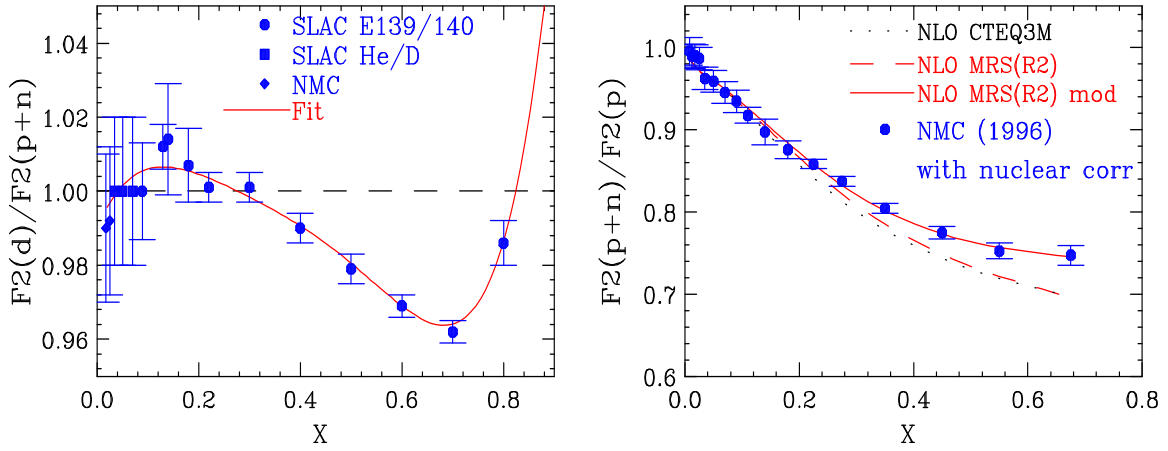 F2(d)/F2(p+n)
1.04
1.02
1.00
0.98
0.96
SLAC E139/140
SLAC He/D
NMC
Fit
0.0
0.2
0.4
0.6
0.8
X
F2(p+n)/F2(p)
1.0
0.9
0.8
0.7
0.6
NLO CTEQ3M
NLO MRS(R2)
NLO MRS(R2) mod
NMC (1996)
with nuclear corr
0.0
0.2
0.4
0.6
0.8
X